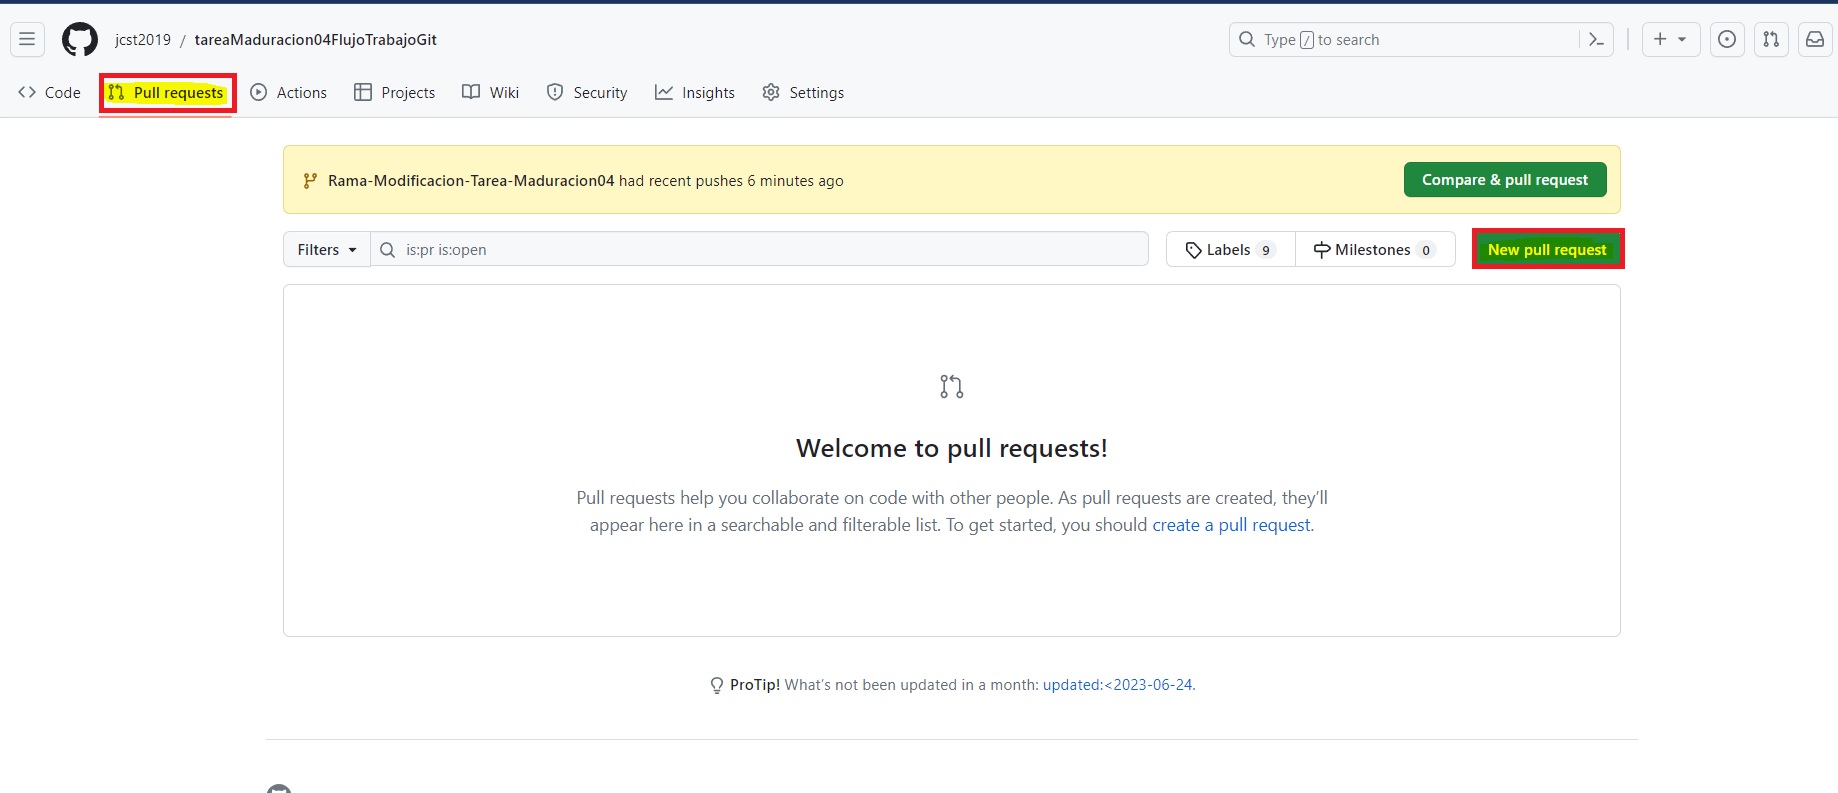 jcst2019 / tareaMaduracion04FlujoTrabajoGit
Type / to search
Code Pull requests Actions Projects Wiki Security Insights Settings
Rama-Modificacion-Tarea-Maduracion04 had recent pushes 6 minutes ago
Compare & pull request
Filters is:pr is:open Labels 9 Milestones 0 New pull request
Welcome to pull requests!
Pull requests help you collaborate on code with other people. As pull requests are created, they’ll
appear here in a searchable and filterable list. To get started, you should create a pull request.
ProTip! What’s not been updated in a month: updated:<2023-06-24.